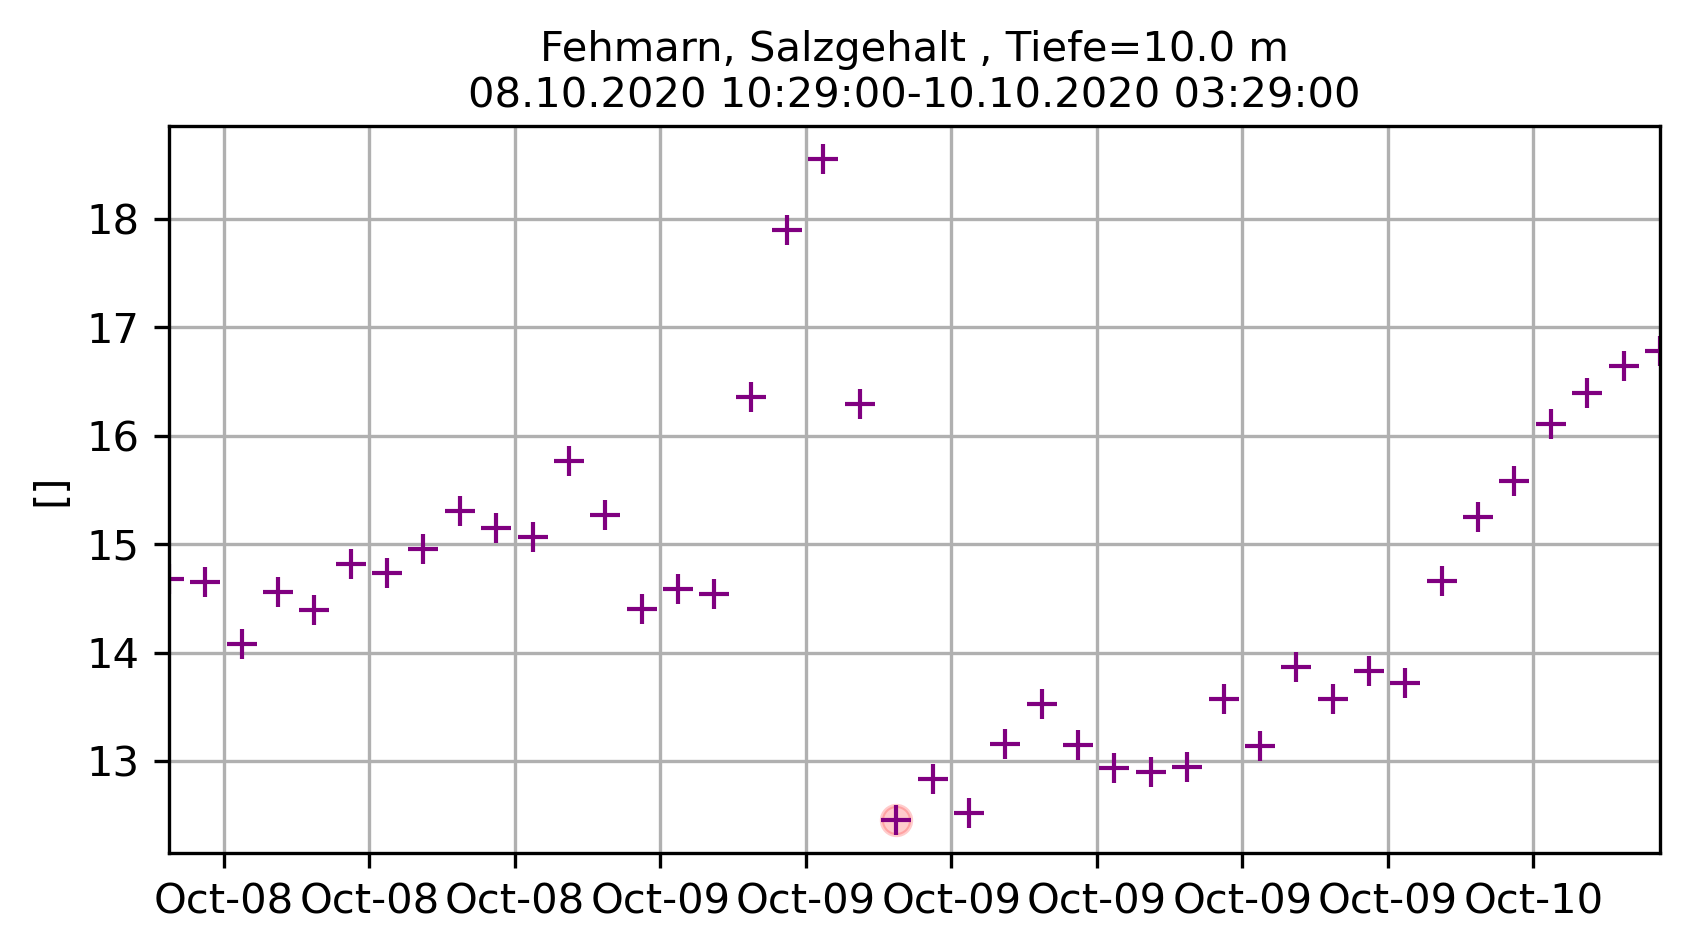 Fehmarn, Salzgehalt , Tiefe=10.0 m
08.10.2020 10:29:00-10.10.2020 03:29:00
18
17
16
15
14
13
[]
Oct-08 Oct-08 Oct-08 Oct-09 Oct-09 Oct-09 Oct-09 Oct-09 Oct-09 Oct-10